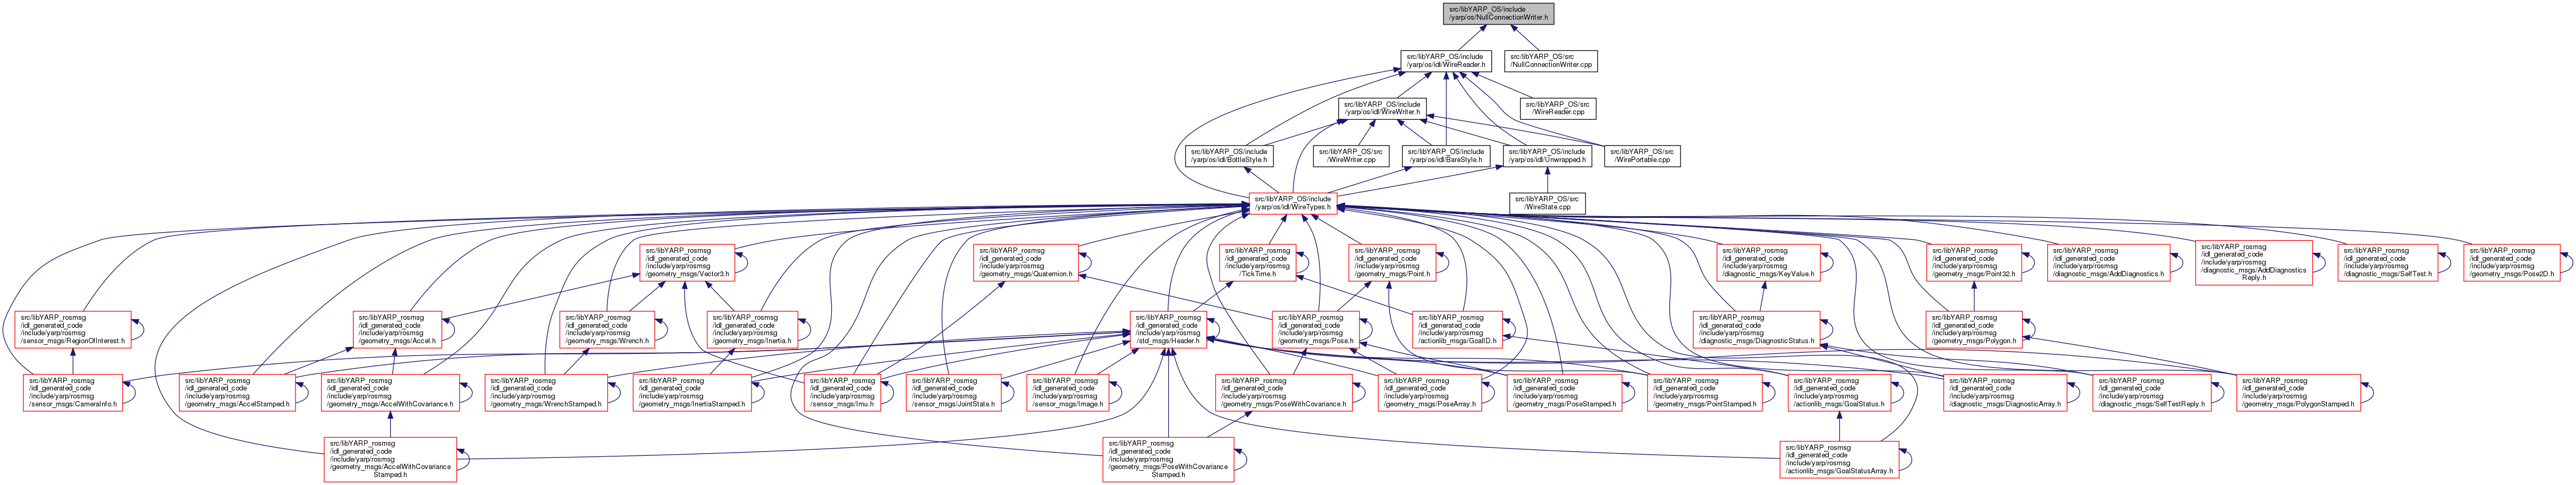 src/libYARP_OS/include
/yarp/os/NullConnectionWriter.h
src/libYARP_OS/include
/yarp/os/idl/WireReader.h
src/libYARP_OS/src
/NullConnectionWriter.cpp
src/libYARP_OS/include
/yarp/os/idl/WireWriter.h
src/libYARP_OS/src
/WireReader.cpp
src/libYARP_OS/include
/yarp/os/idl/BottleStyle.h
src/libYARP_OS/src
/WireWriter.cpp
src/libYARP_OS/include
/yarp/os/idl/BareStyle.h
src/libYARP_OS/include
/yarp/os/idl/Unwrapped.h
src/libYARP_OS/src
/WirePortable.cpp
src/libYARP_OS/include
/yarp/os/idl/WireTypes.h
src/libYARP_OS/src
/WireState.cpp
src/libYARP_rosmsg
/idl_generated_code
/include/yarp/rosmsg
/geometry_msgs/Vector3.h
src/libYARP_rosmsg
/idl_generated_code
/include/yarp/rosmsg
/geometry_msgs/Quaternion.h
src/libYARP_rosmsg
/idl_generated_code
/include/yarp/rosmsg
/TickTime.h
src/libYARP_rosmsg
/idl_generated_code
/include/yarp/rosmsg
/geometry_msgs/Point.h
src/libYARP_rosmsg
/idl_generated_code
/include/yarp/rosmsg
/diagnostic_msgs/KeyValue.h
src/libYARP_rosmsg
/idl_generated_code
/include/yarp/rosmsg
/geometry_msgs/Point32.h
src/libYARP_rosmsg
/idl_generated_code
/include/yarp/rosmsg
/diagnostic_msgs/AddDiagnostics.h
src/libYARP_rosmsg
/idl_generated_code
/include/yarp/rosmsg
/diagnostic_msgs/AddDiagnostics
Reply.h
src/libYARP_rosmsg
/idl_generated_code
/include/yarp/rosmsg
/diagnostic_msgs/SelfTest.h
src/libYARP_rosmsg
/idl_generated_code
/include/yarp/rosmsg
/geometry_msgs/Pose2D.h
src/libYARP_rosmsg
/idl_generated_code
/include/yarp/rosmsg
/sensor_msgs/RegionOfInterest.h
src/libYARP_rosmsg
/idl_generated_code
/include/yarp/rosmsg
/geometry_msgs/Accel.h
src/libYARP_rosmsg
/idl_generated_code
/include/yarp/rosmsg
/geometry_msgs/Wrench.h
src/libYARP_rosmsg
/idl_generated_code
/include/yarp/rosmsg
/geometry_msgs/Inertia.h
src/libYARP_rosmsg
/idl_generated_code
/include/yarp/rosmsg
/std_msgs/Header.h
src/libYARP_rosmsg
/idl_generated_code
/include/yarp/rosmsg
/geometry_msgs/Pose.h
src/libYARP_rosmsg
/idl_generated_code
/include/yarp/rosmsg
/actionlib_msgs/GoalID.h
src/libYARP_rosmsg
/idl_generated_code
/include/yarp/rosmsg
/diagnostic_msgs/DiagnosticStatus.h
src/libYARP_rosmsg
/idl_generated_code
/include/yarp/rosmsg
/geometry_msgs/Polygon.h
src/libYARP_rosmsg
/idl_generated_code
/include/yarp/rosmsg
/sensor_msgs/CameraInfo.h
src/libYARP_rosmsg
/idl_generated_code
/include/yarp/rosmsg
/geometry_msgs/AccelStamped.h
src/libYARP_rosmsg
/idl_generated_code
/include/yarp/rosmsg
/geometry_msgs/AccelWithCovariance.h
src/libYARP_rosmsg
/idl_generated_code
/include/yarp/rosmsg
/geometry_msgs/WrenchStamped.h
src/libYARP_rosmsg
/idl_generated_code
/include/yarp/rosmsg
/geometry_msgs/InertiaStamped.h
src/libYARP_rosmsg
/idl_generated_code
/include/yarp/rosmsg
/sensor_msgs/Imu.h
src/libYARP_rosmsg
/idl_generated_code
/include/yarp/rosmsg
/sensor_msgs/JointState.h
src/libYARP_rosmsg
/idl_generated_code
/include/yarp/rosmsg
/sensor_msgs/Image.h
src/libYARP_rosmsg
/idl_generated_code
/include/yarp/rosmsg
/geometry_msgs/PoseWithCovariance.h
src/libYARP_rosmsg
/idl_generated_code
/include/yarp/rosmsg
/geometry_msgs/PoseArray.h
src/libYARP_rosmsg
/idl_generated_code
/include/yarp/rosmsg
/geometry_msgs/PoseStamped.h
src/libYARP_rosmsg
/idl_generated_code
/include/yarp/rosmsg
/geometry_msgs/PointStamped.h
src/libYARP_rosmsg
/idl_generated_code
/include/yarp/rosmsg
/actionlib_msgs/GoalStatus.h
src/libYARP_rosmsg
/idl_generated_code
/include/yarp/rosmsg
/diagnostic_msgs/DiagnosticArray.h
src/libYARP_rosmsg
/idl_generated_code
/include/yarp/rosmsg
/diagnostic_msgs/SelfTestReply.h
src/libYARP_rosmsg
/idl_generated_code
/include/yarp/rosmsg
/geometry_msgs/PolygonStamped.h
src/libYARP_rosmsg
/idl_generated_code
/include/yarp/rosmsg
/geometry_msgs/AccelWithCovariance
Stamped.h
src/libYARP_rosmsg
/idl_generated_code
/include/yarp/rosmsg
/geometry_msgs/PoseWithCovariance
Stamped.h
src/libYARP_rosmsg
/idl_generated_code
/include/yarp/rosmsg
/actionlib_msgs/GoalStatusArray.h